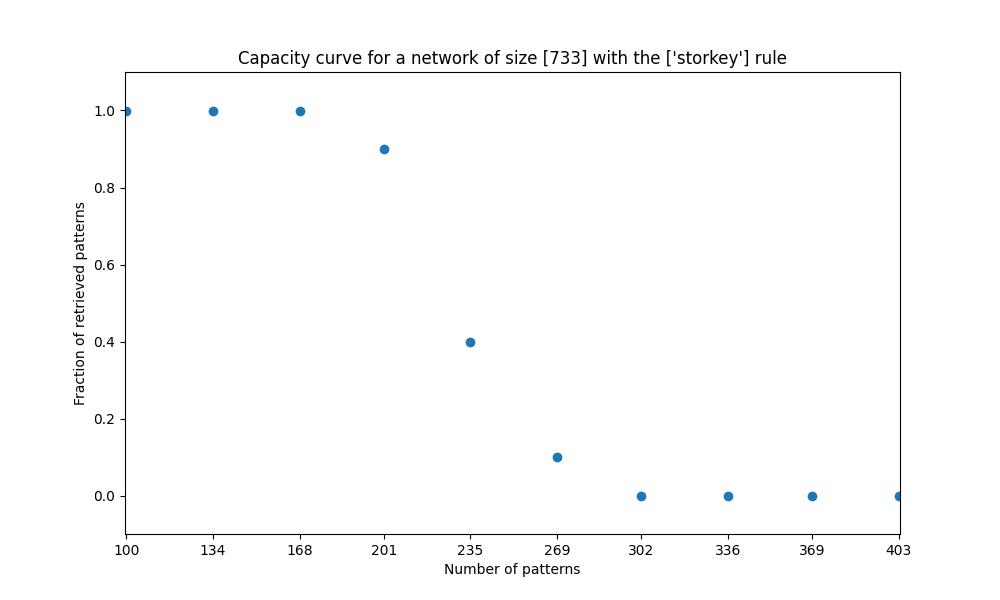 Capacity curve for a network of size [733] with the ['storkey'] rule
Fraction of retrieved patterns
1.0
0.8
0.6
0.4
0.2
0.0
100 134 168 201 235 269 302 336 369 403
Number of patterns